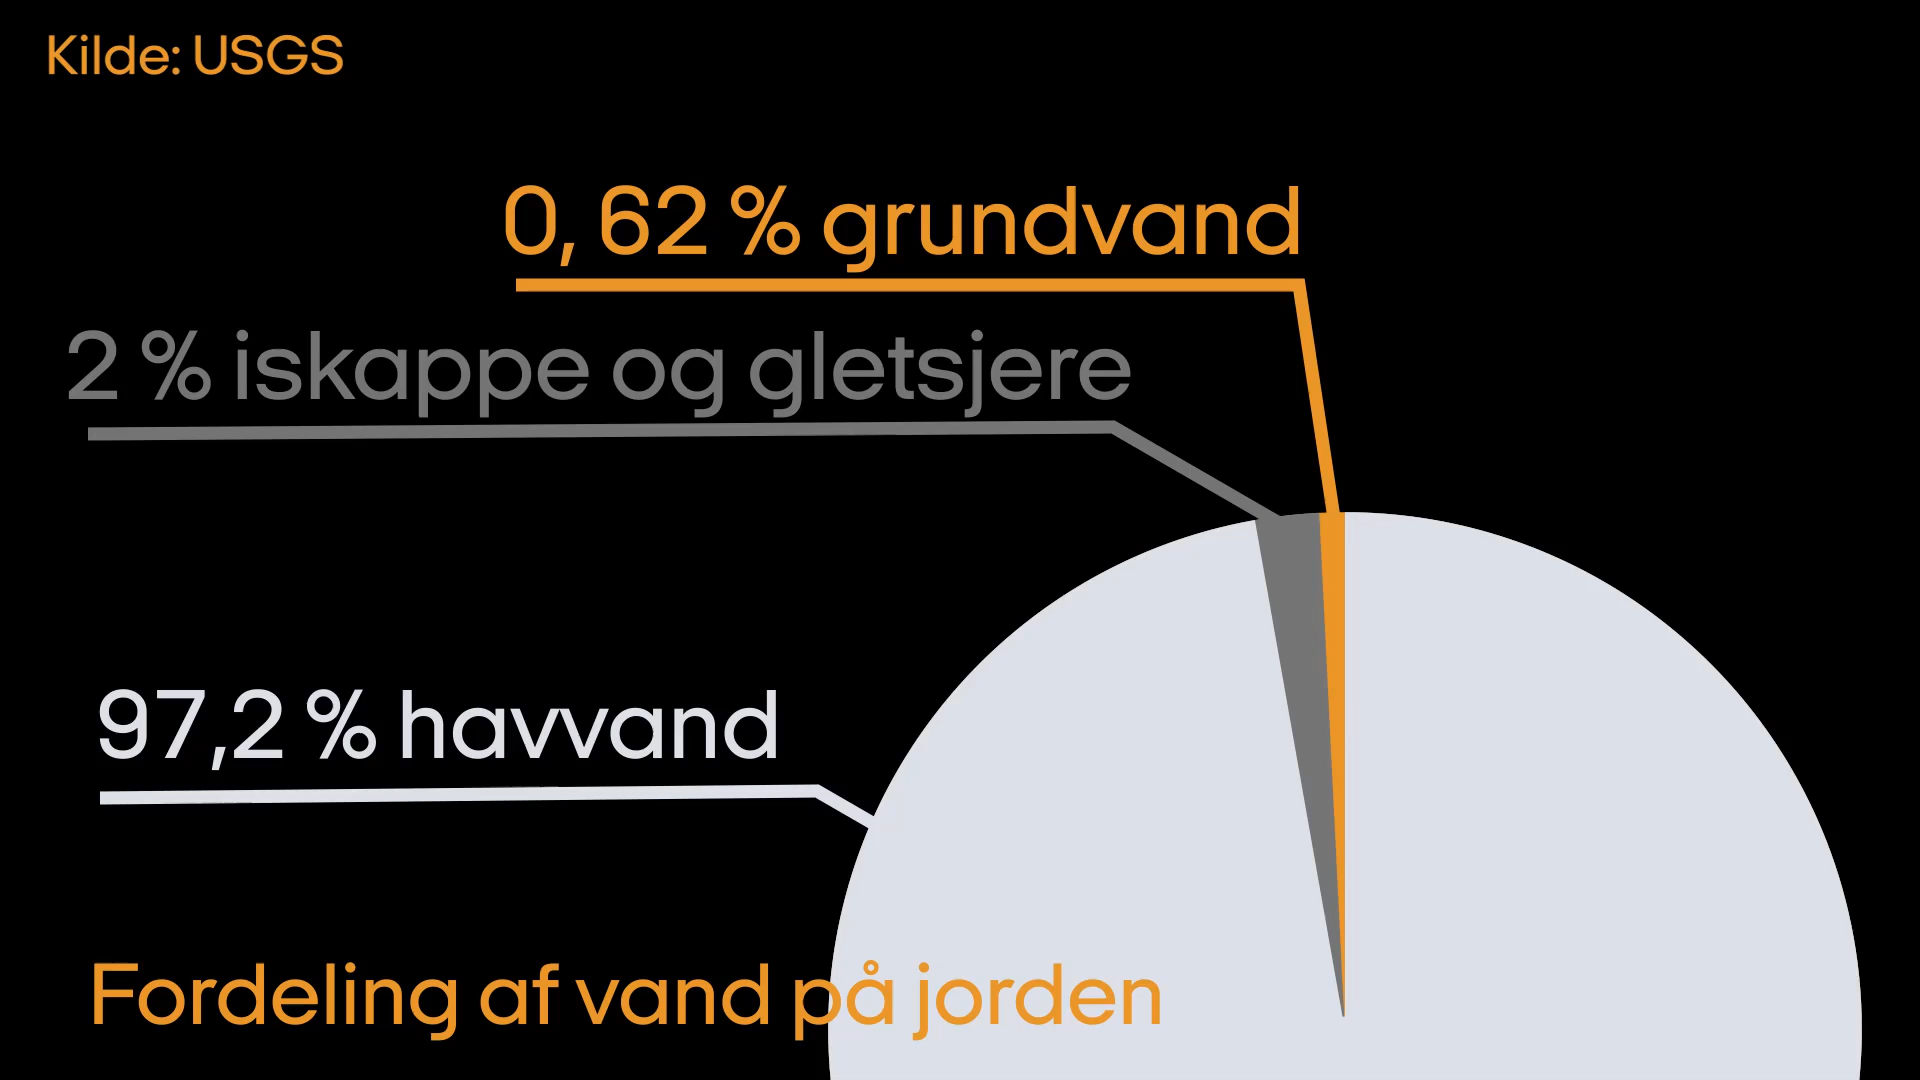 Kilde: USGS
0, 62 % grundvand
2 % iskappe og gletsjere
97,2 % havvand
Fordeling af vand på jorden